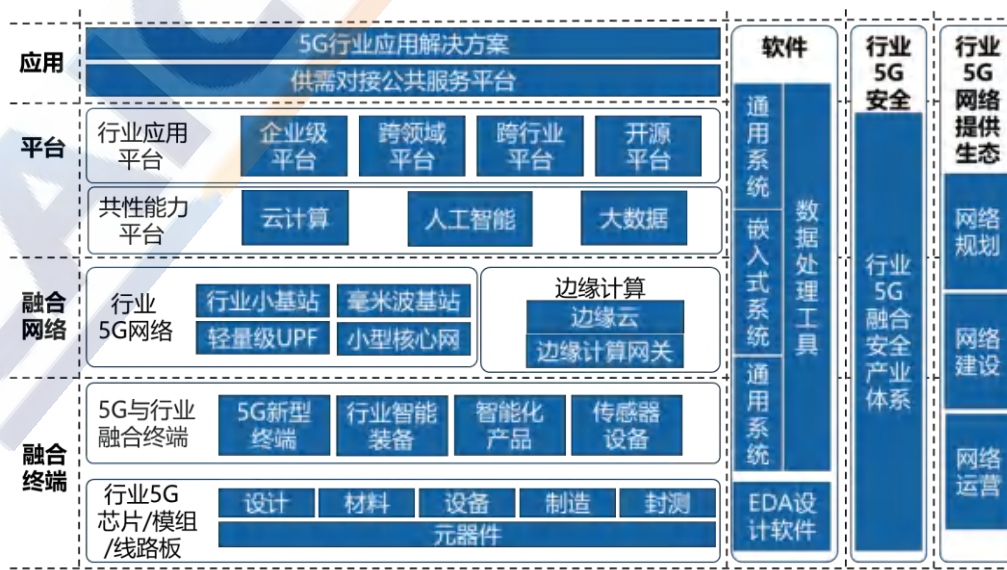 应用
5G行业应用解决方案
供需对接公共服务平台
平台
行业应用
平台
企业级
平台
跨领域
平台
跨行业
平台
开源
平台
共性能力
平台
云计算
人工智能
大数据
融合
网络
行业
5G网络
行业小基站
毫米波基站
轻量级UPF
小型核心网
边缘计算
边缘云
边缘计算网关
融合
终端
5G与行业
融合终端
5G新型
终端
行业智能
装备
智能化
产品
传感器
设备
行业5G
芯片/模组
/线路板
设计
材料
设备
制造
封测
元器件
软件
通用系统
嵌入式系统
通用系统
数据处理工具
EDA设
计软件
行业
5G
安全
行业
5G
融合
安全
产业
体系
行业
5G
网络
提供
生态
网络
规划
网络
建设
网络
运营